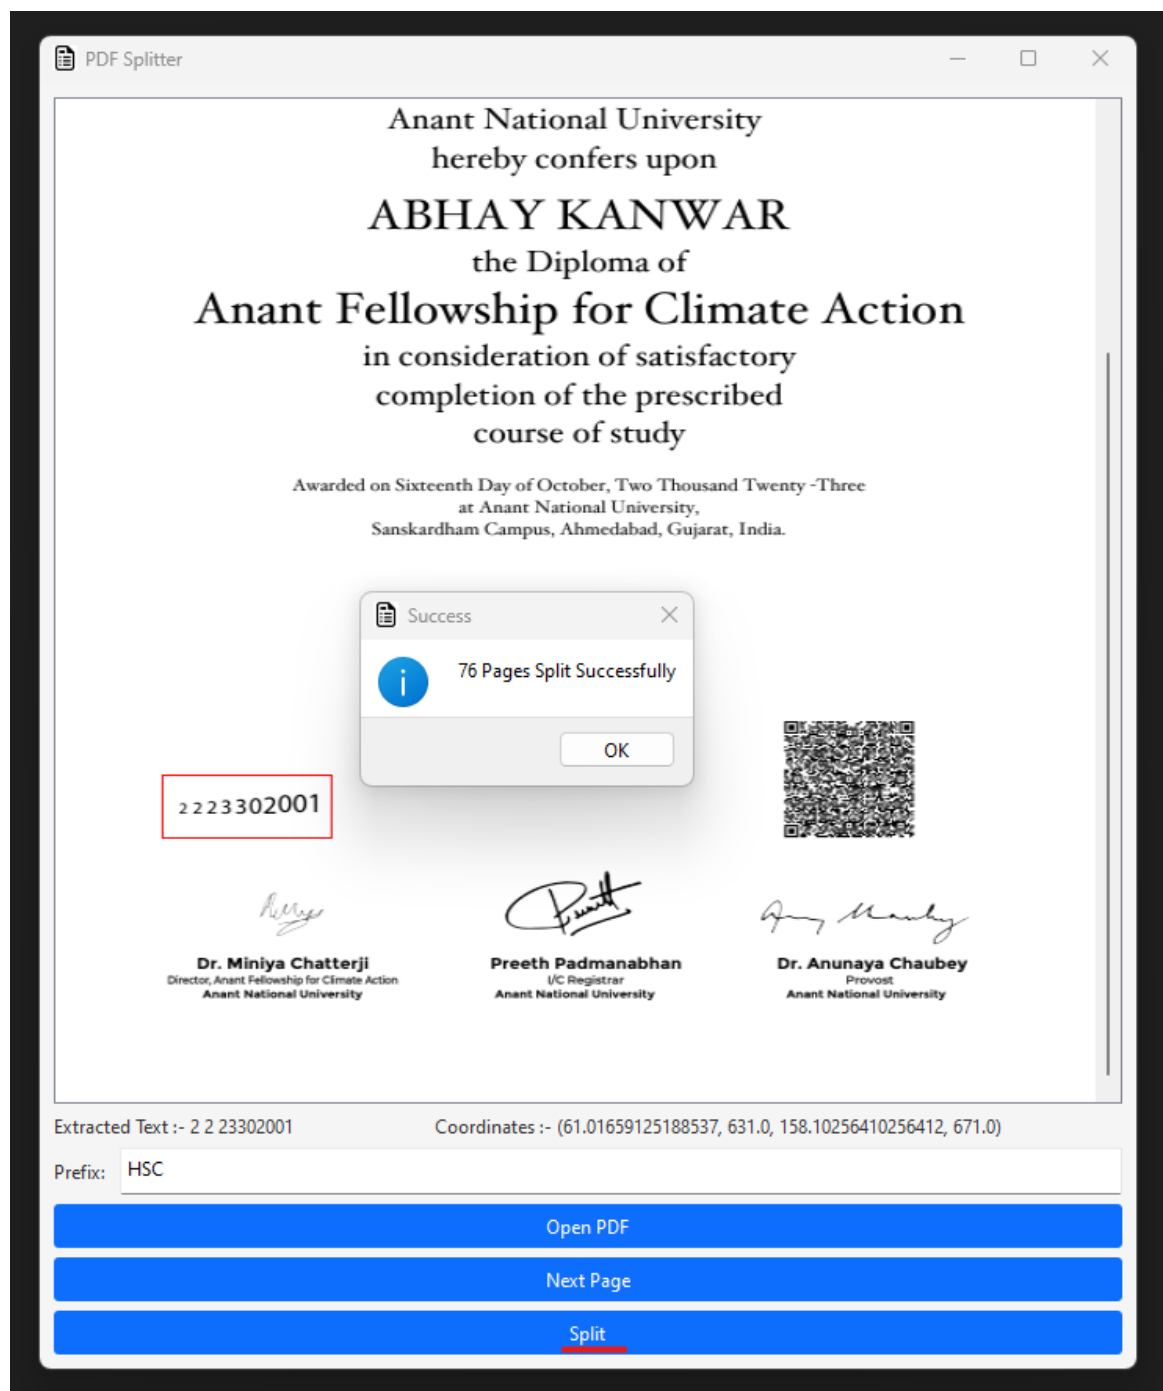 PDF Splitter
Anant National University
hereby confers upon
ABHAY KANWAR
the Diploma of
Anant Fellowship for Climate Action
in consideration of satisfactory
completion of the prescribed
course of study
Awarded on Sixteenth Day of October, Two Thousand Twenty -Three
at Anant National University,
Sanskardham Campus, Ahmedabad, Gujarat, India.
Success
76 Pages Split Successfully
OK
2 2 23302001
Dr. Miniya Chatterji
Director, Anant Fellowship for Climate Action
Anant National University
Preeth Padmanabhan
I/C Registrar
Anant National University
Dr. Anunaya Chaubey
Provost
Anant National University
Extracted Text :- 2 2 23302001
Coordinates :- (61.01659125188537, 631.0, 158.10256410256412, 671.0)
Prefix: HSC
Open PDF
Next Page
Split